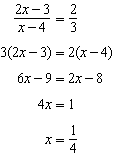 (2x − 3)/(x − 4) = 2/3
3(2x − 3) = 2(x − 4)
6x − 9 = 2x − 8
4x = 1
x = 1/4